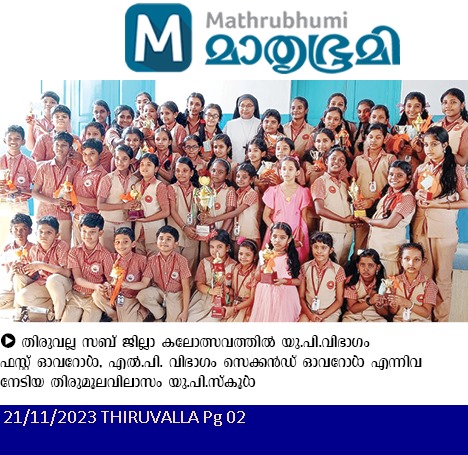 Mathrubhumi
മാതൃഭൂമി
തിരുവല്ല സബ് ജില്ലാ കലോത്സവത്തിൽ യു.പി.വിഭാഗം
ഫസ്റ്റ് ഓവറോൾ, എൽ.പി. വിഭാഗം സെക്കൻഡ് ഓവറോൾ എന്നിവ
നേടിയ തിരുമൂലവിലാസം യു.പി.സ്കൂൾ
21/11/2023 THIRUVALLA Pg 02